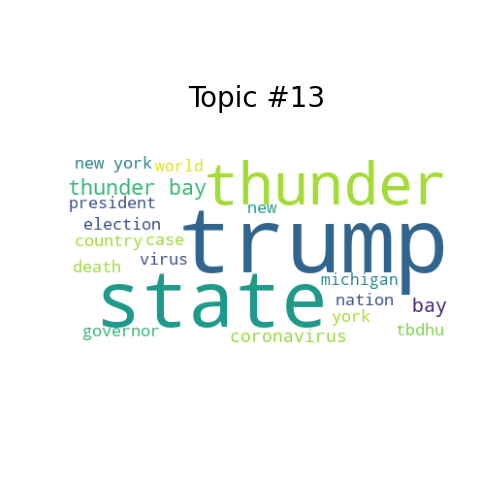 Topic #13
new york world thunder
thunder bay
president new
election trump
country case
death virus
state michigan
nation bay
york
governor coronavirus tbdhu